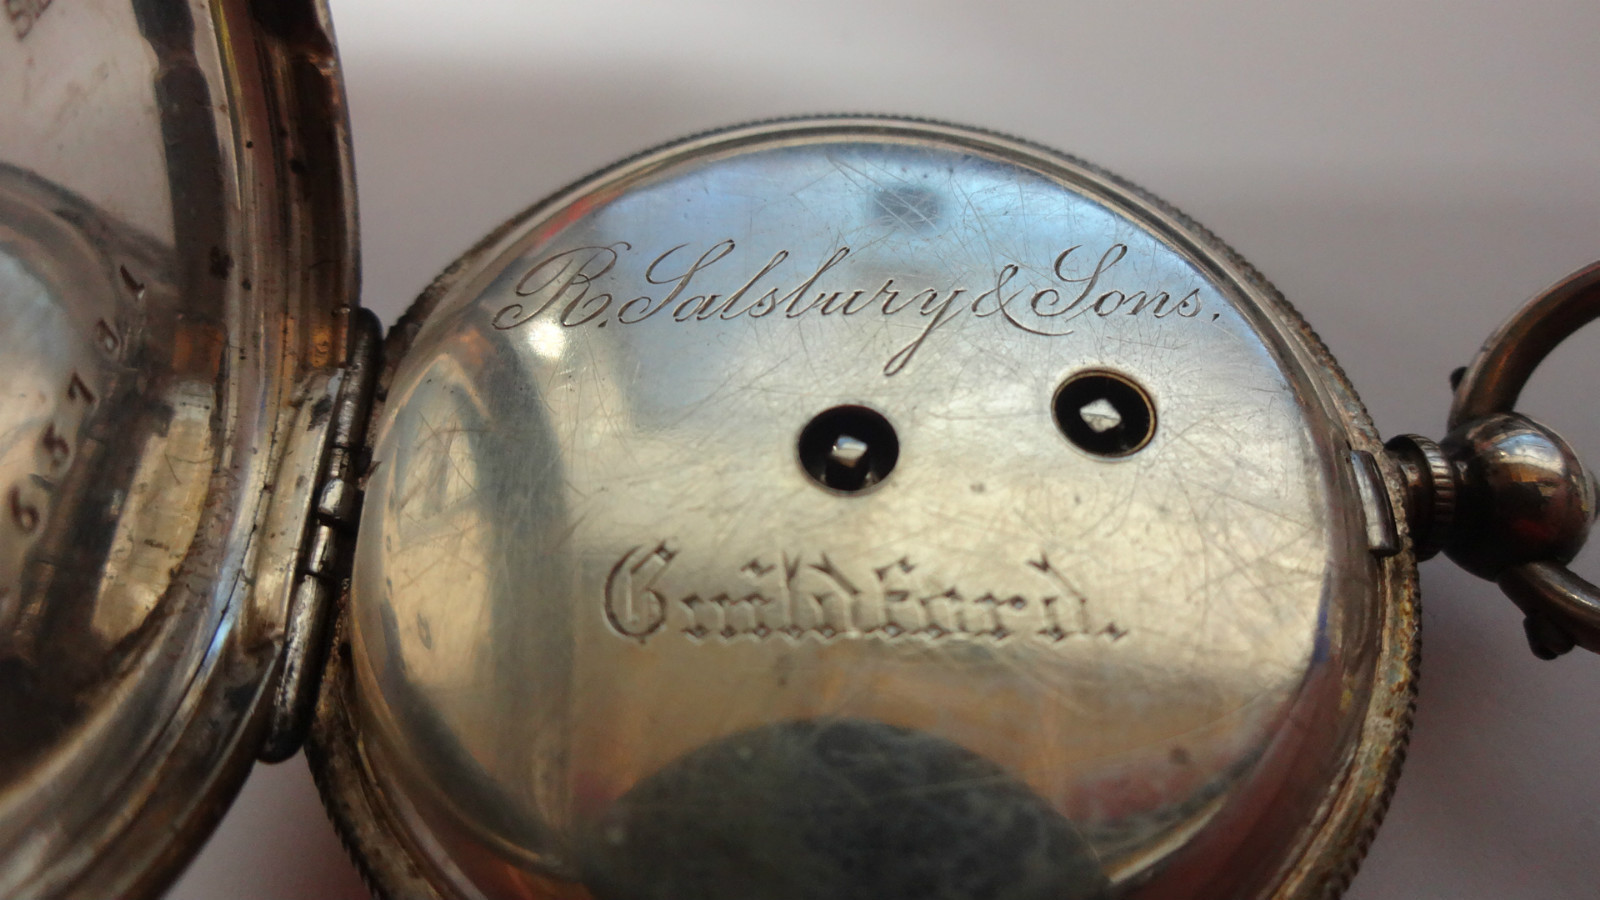 R. Salsbury & Sons.
Guildford.